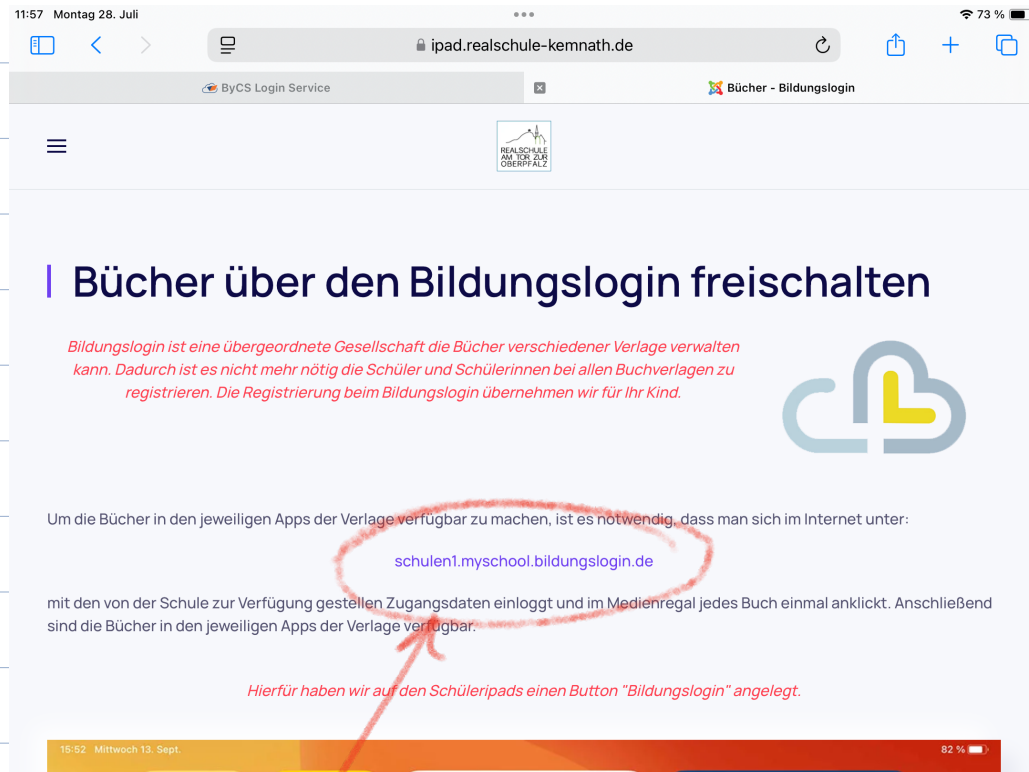 11:57 Montag 28. Juli
73 %
ipad.realschule-kemnath.de
ByCS Login Service
Bücher - Bildungslogin
REALSCHULE
AM TOR ZUR
OBERPFALZ
Bücher über den Bildungslogin freischalten
Bildungslogin ist eine übergeordnete Gesellschaft die Bücher verschiedener Verlage verwalten
kann. Dadurch ist es nicht mehr nötig die Schüler und Schülerinnen bei allen Buchverlagen zu
registrieren. Die Registrierung beim Bildungslogin übernehmen wir für Ihr Kind.
Um die Bücher in den jeweiligen Apps der Verlage verfügbar zu machen, ist es notwendig, dass man sich im Internet unter:
schulen1.myschool.bildungslogin.de
mit den von der Schule zur Verfügung gestellen Zugangsdaten einloggt und im Medienregal jedes Buch einmal anklickt. Anschließend
sind die Bücher in den jeweiligen Apps der Verlage verfügbar.
Hierfür haben wir auf den Schüleripads einen Button "Bildungslogin" angelegt.
15:52 Mittwoch 13. Sept.
82 %